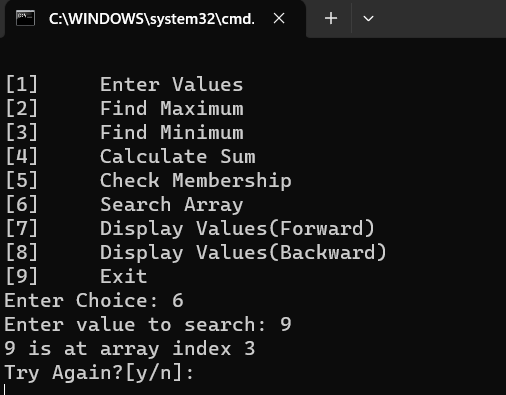 C:\WINDOWS\system32\cmd.
[1] Enter Values
[2] Find Maximum
[3] Find Minimum
[4] Calculate Sum
[5] Check Membership
[6] Search Array
[7] Display Values(Forward)
[8] Display Values(Backward)
[9] Exit
Enter Choice: 6
Enter value to search: 9
9 is at array index 3
Try Again?[y/n]: